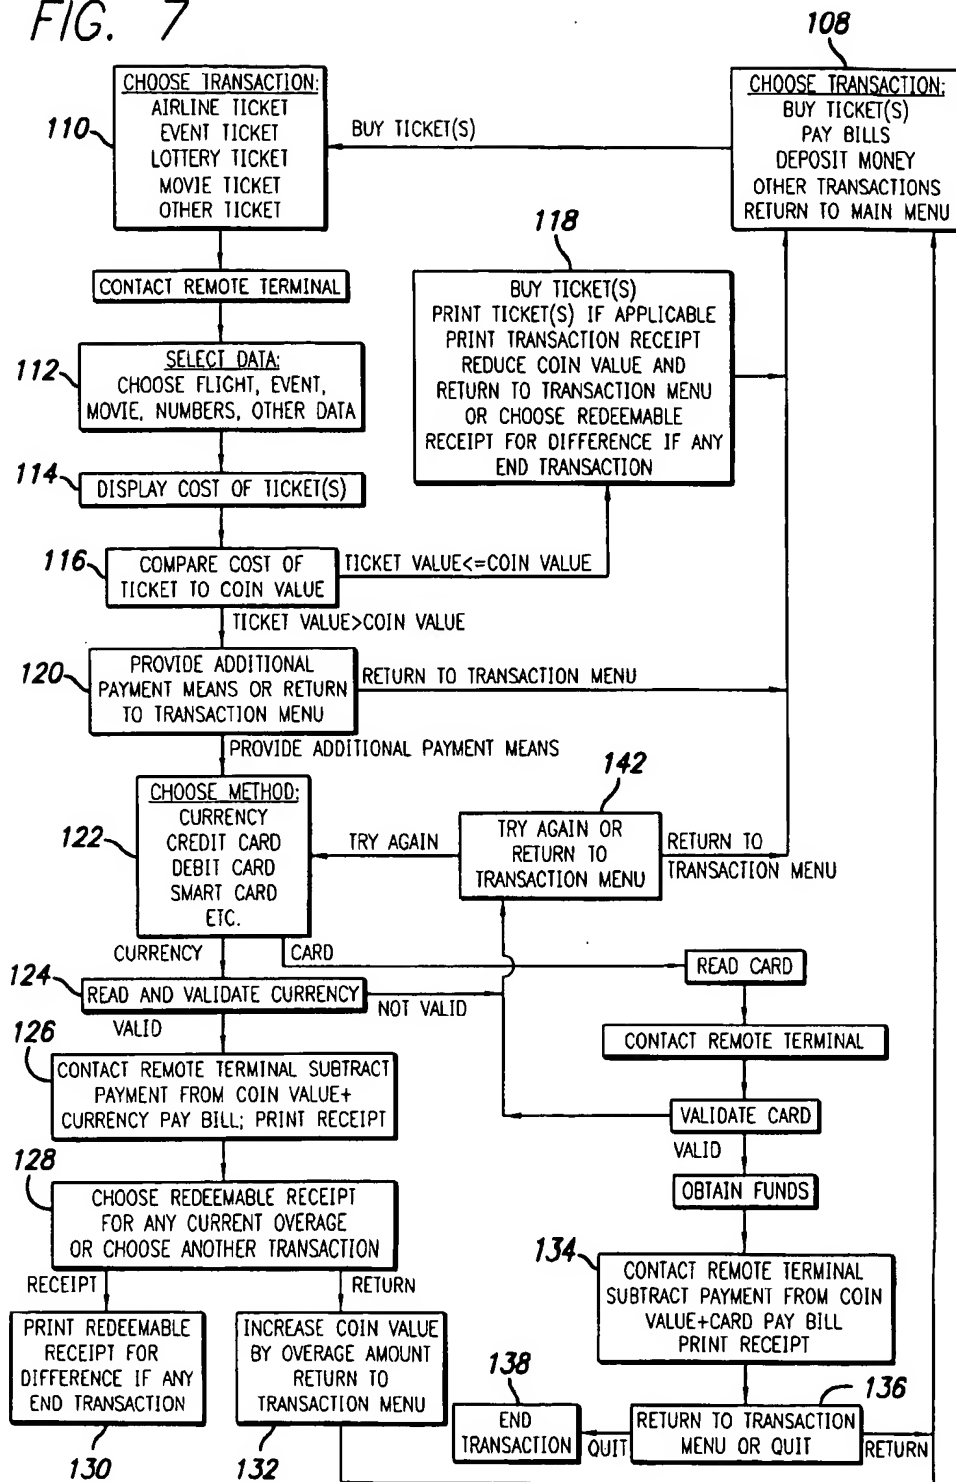 FIG. 7
108
CHOOSE TRANSACTION:
BUY TICKET(S)
PAY BILLS
DEPOSIT MONEY
OTHER TRANSACTIONS
RETURN TO MAIN MENU
110
CHOOSE TRANSACTION:
AIRLINE TICKET
EVENT TICKET
LOTTERY TICKET
MOVIE TICKET
OTHER TICKET
BUY TICKET(S)
CONTACT REMOTE TERMINAL
118
BUY TICKET(S)
PRINT TICKET(S) IF APPLICABLE
PRINT TRANSACTION RECEIPT
REDUCE COIN VALUE AND
RETURN TO TRANSACTION MENU
OR CHOOSE REDEEMABLE
RECEIPT FOR DIFFERENCE IF ANY
END TRANSACTION
112
SELECT DATA:
CHOOSE FLIGHT, EVENT,
MOVIE, NUMBERS, OTHER DATA
114
DISPLAY COST OF TICKET(S)
116
COMPARE COST OF
TICKET TO COIN VALUE
TICKET VALUE<=COIN VALUE
TICKET VALUE>COIN VALUE
120
PROVIDE ADDITIONAL
PAYMENT MEANS OR RETURN
TO TRANSACTION MENU
RETURN TO TRANSACTION MENU
PROVIDE ADDITIONAL PAYMENT MEANS
122
CHOOSE METHOD:
CURRENCY
CREDIT CARD
DEBIT CARD
SMART CARD
ETC.
TRY AGAIN
142
TRY AGAIN OR
RETURN TO
TRANSACTION MENU
RETURN TO
TRANSACTION MENU
CURRENCY
CARD
READ CARD
124
READ AND VALIDATE CURRENCY
NOT VALID
VALID
CONTACT REMOTE TERMINAL
126
CONTACT REMOTE TERMINAL SUBTRACT
PAYMENT FROM COIN VALUE+
CURRENCY PAY BILL; PRINT RECEIPT
VALIDATE CARD
VALID
128
CHOOSE REDEEMABLE RECEIPT
FOR ANY CURRENT OVERAGE
OR CHOOSE ANOTHER TRANSACTION
OBTAIN FUNDS
RECEIPT
RETURN
134
CONTACT REMOTE TERMINAL
SUBTRACT PAYMENT FROM COIN
VALUE+CARD PAY BILL
PRINT RECEIPT
PRINT REDEEMABLE
RECEIPT FOR
DIFFERENCE IF ANY
END TRANSACTION
130
INCREASE COIN VALUE
BY OVERAGE AMOUNT
RETURN TO
TRANSACTION MENU
132
138
END
TRANSACTION
QUIT
136
RETURN TO TRANSACTION
MENU OR QUIT
RETURN